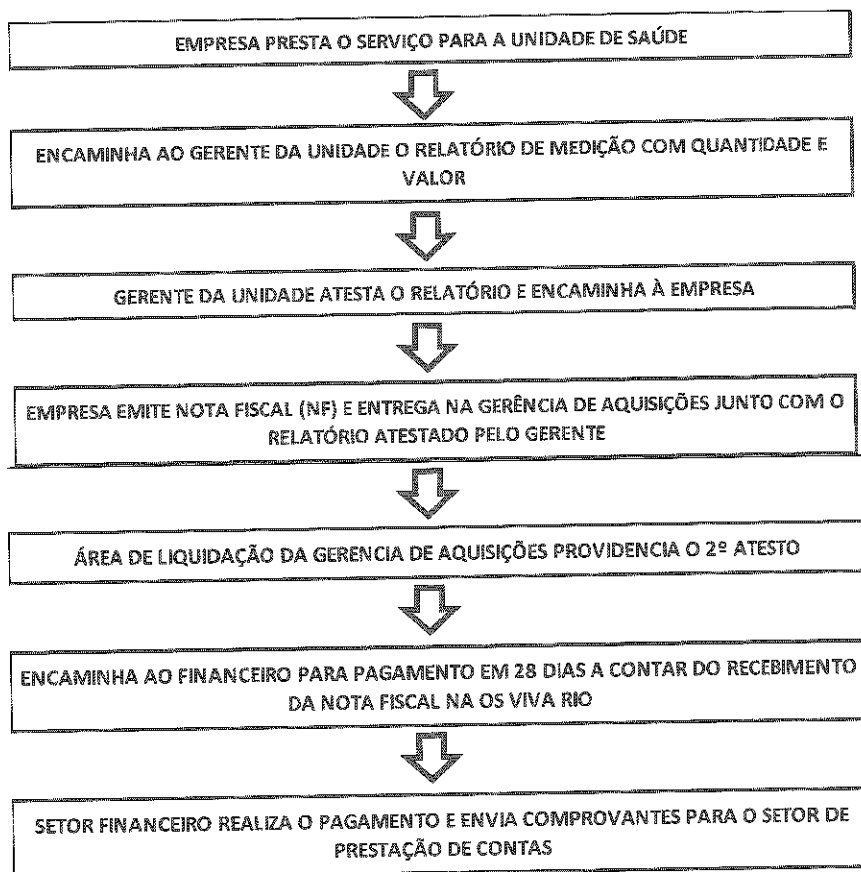 EMPRESA PRESTA O SERVIÇO PARA A UNIDADE DE SAÚDE
ENCAMINHA AO GERENTE DA UNIDADE O RELATÓRIO DE MEDIÇÃO COM QUANTIDADE E
VALOR
GERENTE DA UNIDADE ATESTA O RELATÓRIO E ENCAMINHA À EMPRESA
EMPRESA EMITE NOTA FISCAL (NF) E ENTREGA NA GERÊNCIA DE AQUISIÇÕES JUNTO COM O
RELATÓRIO ATESTADO PELO GERENTE
ÁREA DE LIQUIDAÇÃO DA GERENCIA DE AQUISIÇÕES PROVIDENCIA O 2º ATESTO
ENCAMINHA AO FINANCEIRO PARA PAGAMENTO EM 28 DIAS A CONTAR DO RECEBIMENTO
DA NOTA FISCAL NA OS VIVA RIO
SETOR FINANCEIRO REALIZA O PAGAMENTO E ENVIA COMPROVANTES PARA O SETOR DE
PRESTAÇÃO DE CONTAS